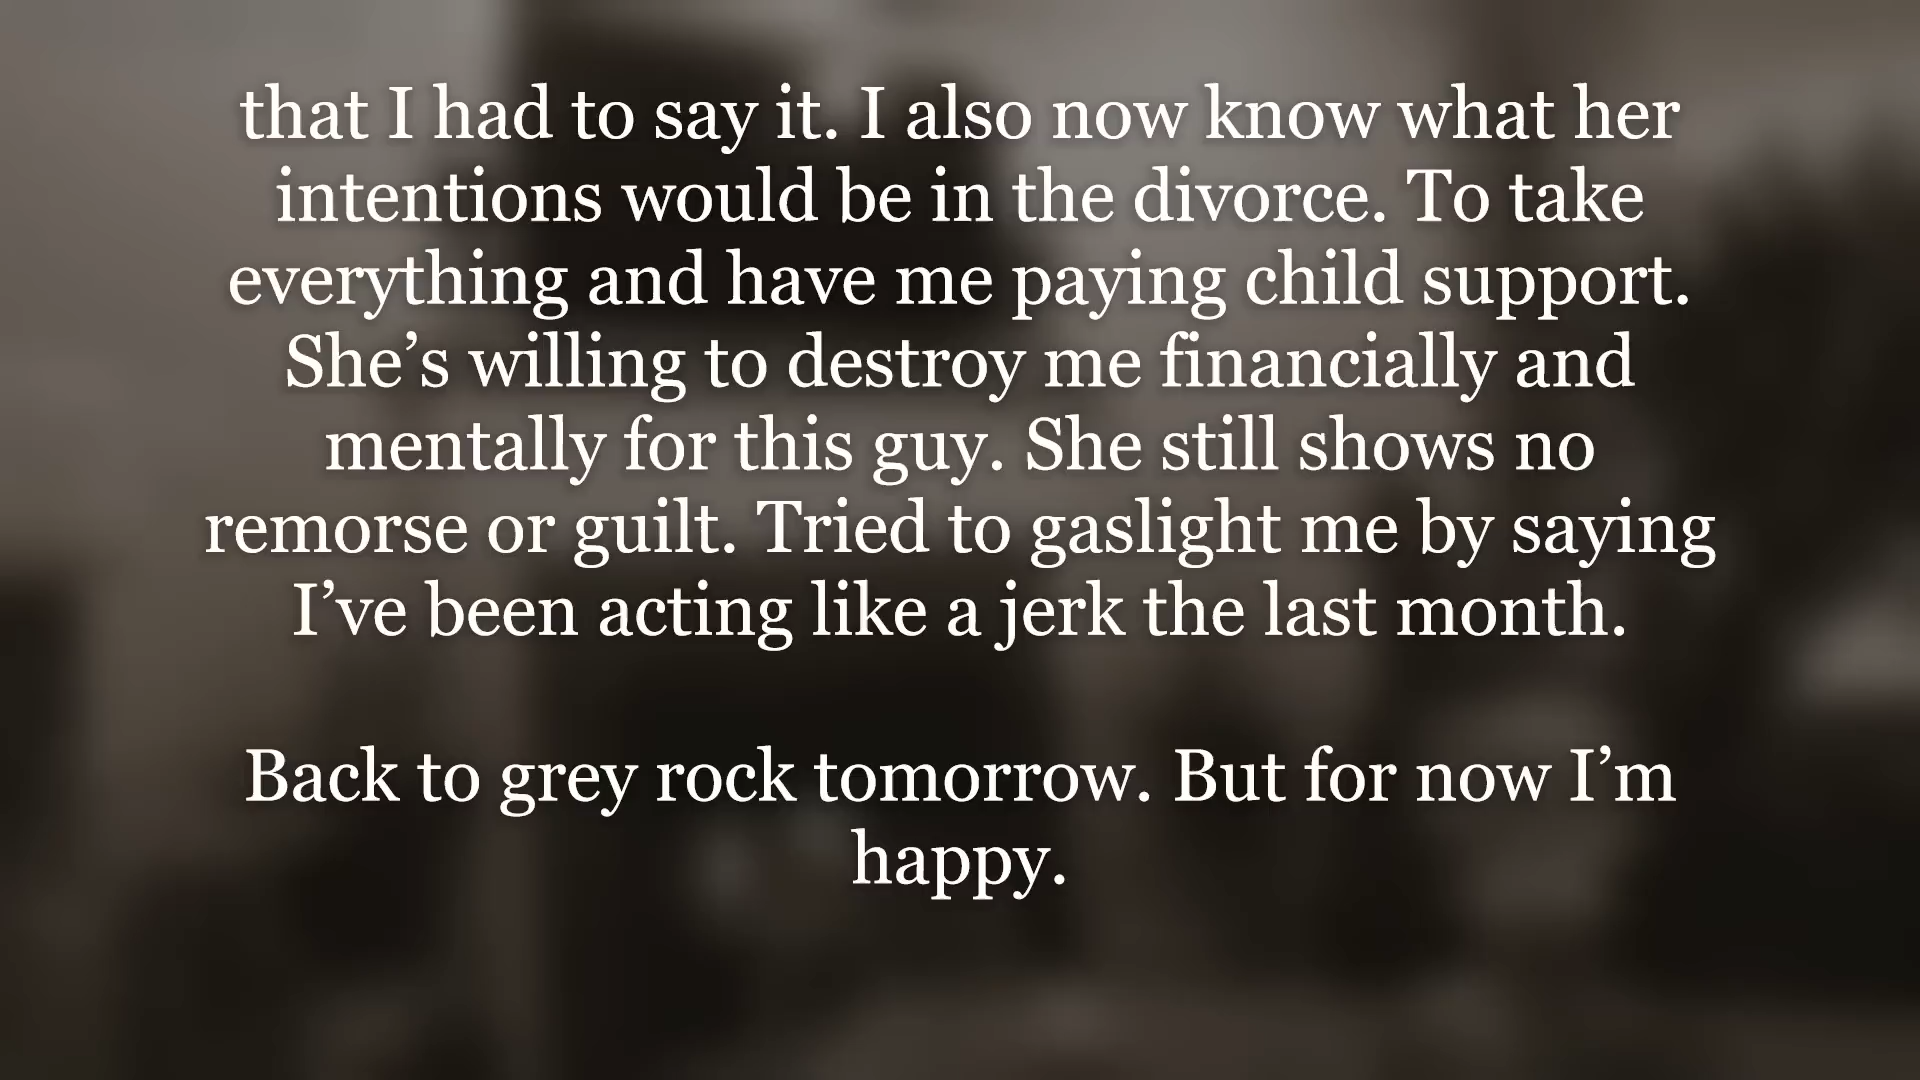 that I had to say it. I also now know what her
intentions would be in the divorce. To take
everything and have me paying child support.
She’s willing to destroy me financially and
mentally for this guy. She still shows no
remorse or guilt. Tried to gaslight me by saying
I’ve been acting like a jerk the last month.
Back to grey rock tomorrow. But for now I’m
happy.